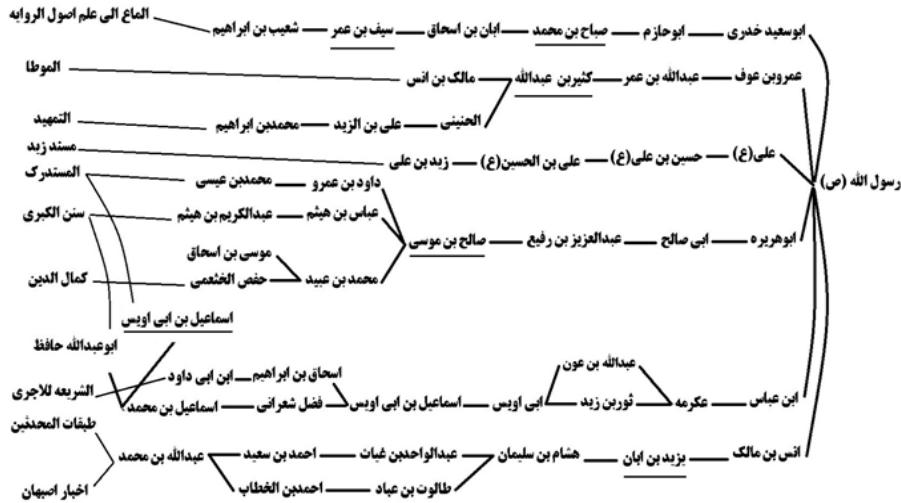 ابوسعید خدری ابوحازم صباح بن محمد ابان بن اسحاق سیف بن عمر شعیب بن ابراهیم الماع الی علم اصول الروایه
عمروبن عوف عبدالله بن عمر کثیربن عبدالله مالک بن انس الموطا
الحنینی علی بن الزید محمدبن ابراهیم التمهید
علی(ع) حسین بن علی(ع) علی بن الحسین(ع) زید بن علی مسند زید
رسول الله (ص)
داود بن عمرو محمدبن عیسی المستدرک
عباس بن هیثم عبدالکریم بن هیثم سنن الکبری
ابوهریره ابی صالح عبدالعزیز بن رفیع صالح بن موسی
موسی بن اسحاق
محمد بن عبید حفص الخثعمی کمال الدین
اسماعیل بن ابی اویس
ابوعبدالله حافظ
عبدالله بن عون
اسحاق بن ابراهیم ابن ابی داود الشریعه للاجری
ابن عباس عکرمه ثوربن زید ابی اویس اسماعیل بن ابی اویس فضل شعرانی اسماعیل بن محمد
طبقات المحدثین
انس بن مالک یزید بن ابان هشام بن سلیمان عبدالواحدبن غیاث احمد بن سعید عبدالله بن محمد
طالوت بن عباد احمدبن الخطاب اخبار اصبهان